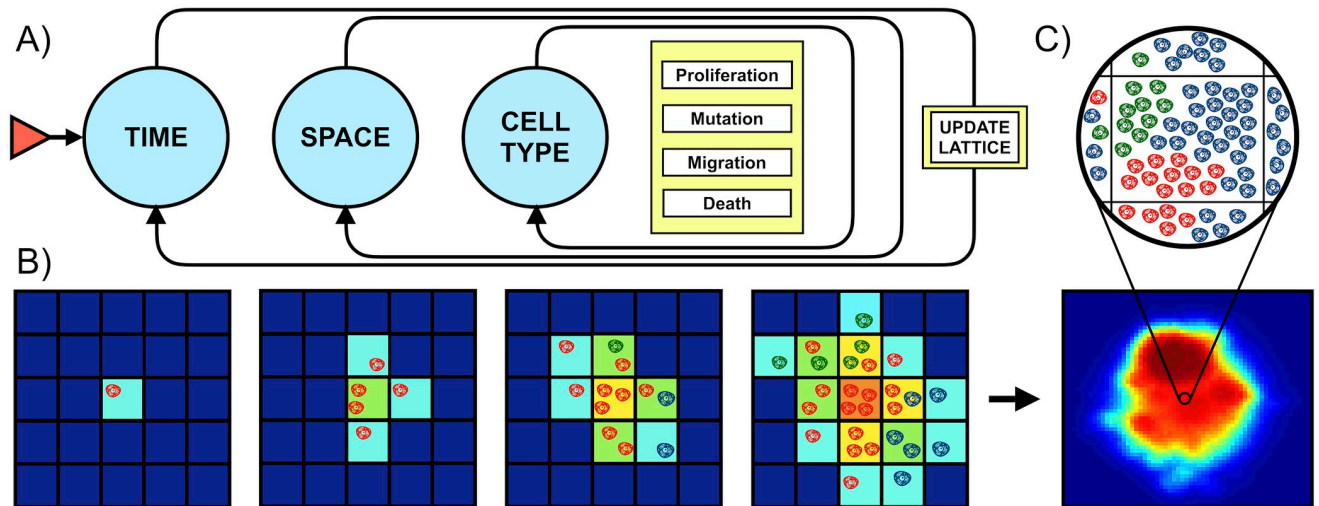 A)
TIME
SPACE
CELL
TYPE
Proliferation
Mutation
Migration
Death
UPDATE
LATTICE
C)
B)